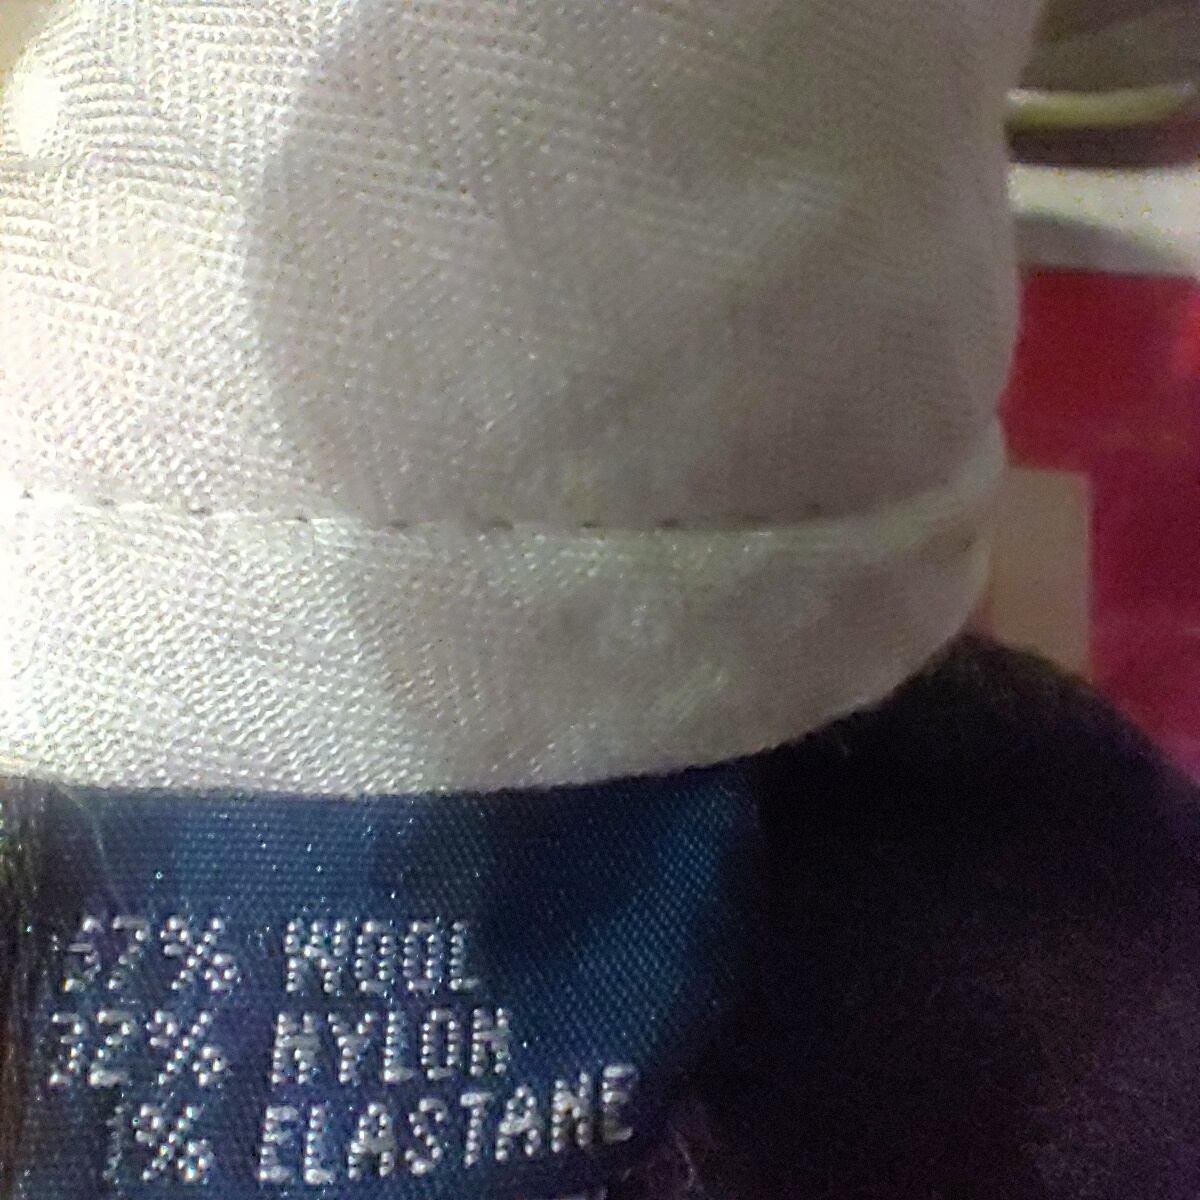 67% WOOL
32% NYLON
1% ELASTANE